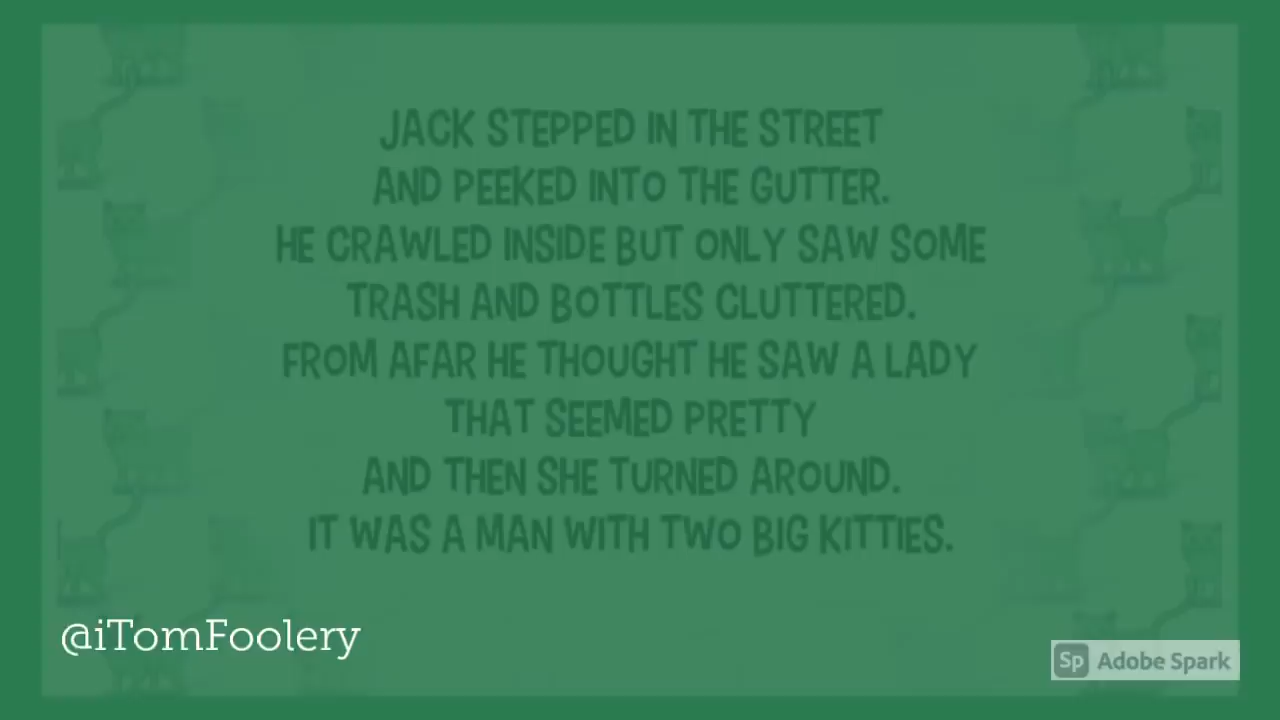 JACK STEPPED IN THE STREET
AND PEEKED INTO THE GUTTER.
HE CRAWLED INSIDE BUT ONLY SAW SOME
TRASH AND BOTTLES CLUTTERED.
FROM AFAR HE THOUGHT HE SAW A LADY
THAT SEEMED PRETTY
AND THEN SHE TURNED AROUND.
IT WAS A MAN WITH TWO BIG KITTIES.
@iTomFoolery
Sp Adobe Spark